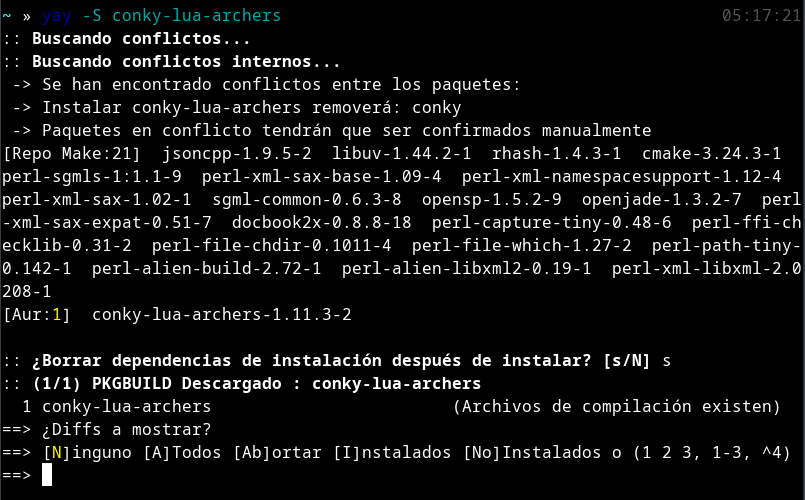 ~ » yay -S conky-lua-archers 05:17:21
:: Buscando conflictos...
:: Buscando conflictos internos...
-> Se han encontrado conflictos entre los paquetes:
-> Instalar conky-lua-archers removerá: conky
-> Paquetes en conflicto tendrán que ser confirmados manualmente
[Repo Make:21]  jsoncpp-1.9.5-2  libuv-1.44.2-1  rhash-1.4.3-1  cmake-3.24.3-1
perl-sgmls-1:1.1-9  perl-xml-sax-base-1.09-4  perl-xml-namespacesupport-1.12-4
perl-xml-sax-1.02-1  sgml-common-0.6.3-8  opensp-1.5.2-9  openjade-1.3.2-7  perl
-xml-sax-expat-0.51-7  docbook2x-0.8.8-18  perl-capture-tiny-0.48-6  perl-ffi-ch
ecklib-0.31-2  perl-file-chdir-0.1011-4  perl-file-which-1.27-2  perl-path-tiny-
0.142-1  perl-alien-build-2.72-1  perl-alien-libxml2-0.19-1  perl-xml-libxml-2.0
208-1
[Aur:1]  conky-lua-archers-1.11.3-2
:: ¿Borrar dependencias de instalación después de instalar? [s/N] s
:: (1/1) PKGBUILD Descargado : conky-lua-archers
1 conky-lua-archers (Archivos de compilación existen)
==> ¿Diffs a mostrar?
==> [N]inguno [A]Todos [Ab]ortar [I]nstalados [No]Instalados o (1 2 3, 1-3, ^4)
==>